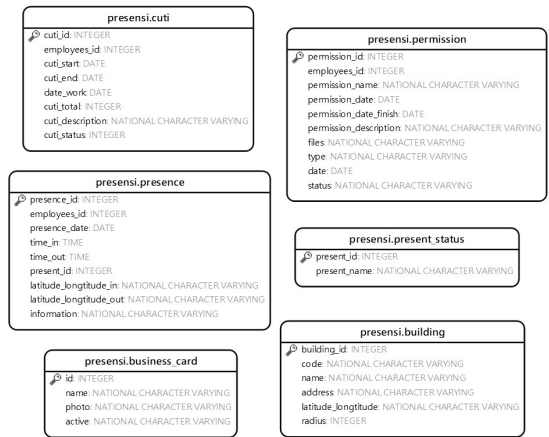 presensi.cuti
cuti_id: INTEGER
employees_id: INTEGER
cuti_start: DATE
cuti_end: DATE
date_work: DATE
cuti_total: INTEGER
cuti_description: NATIONAL CHARACTER VARYING
cuti_status: INTEGER
presensi.permission
permission_id: INTEGER
employees_id: INTEGER
permission_name: NATIONAL CHARACTER VARYING
permission_date: DATE
permission_date_finish: DATE
permission_description: NATIONAL CHARACTER VARYING
files: NATIONAL CHARACTER VARYING
type: NATIONAL CHARACTER VARYING
date: DATE
status: NATIONAL CHARACTER VARYING
presensi.presence
presence_id: INTEGER
employees_id: INTEGER
presence_date: DATE
time_in: TIME
time_out: TIME
present_id: INTEGER
latitude_longtitude_in: NATIONAL CHARACTER VARYING
latitude_longtitude_out: NATIONAL CHARACTER VARYING
information: NATIONAL CHARACTER VARYING
presensi.present_status
present_id: INTEGER
present_name: NATIONAL CHARACTER VARYING
presensi.business_card
id: INTEGER
name: NATIONAL CHARACTER VARYING
photo: NATIONAL CHARACTER VARYING
active: NATIONAL CHARACTER VARYING
presensi.building
building_id: INTEGER
code: NATIONAL CHARACTER VARYING
name: NATIONAL CHARACTER VARYING
address: NATIONAL CHARACTER VARYING
latitude_longtitude: NATIONAL CHARACTER VARYING
radius: INTEGER